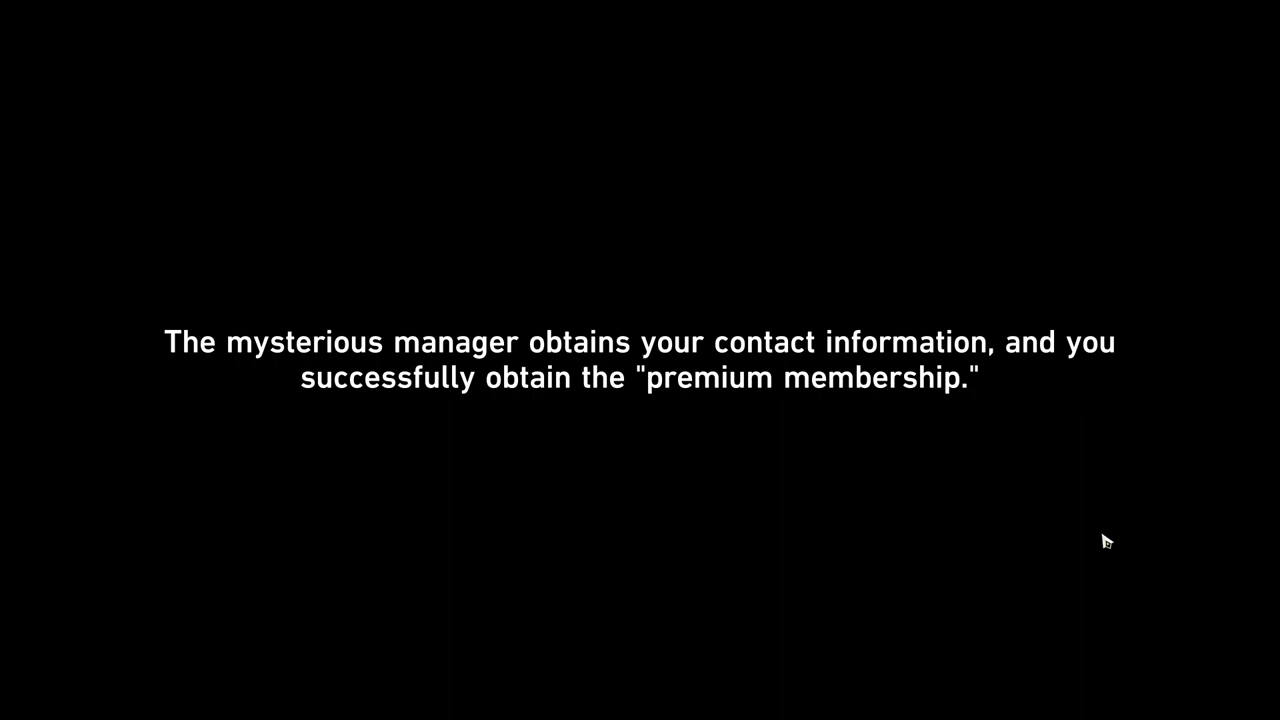 The mysterious manager obtains your contact information, and you
successfully obtain the "premium membership."